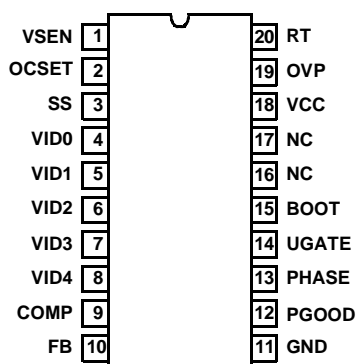 VSEN 1 20 RT
OCSET 2 19 OVP
SS 3 18 VCC
VID0 4 17 NC
VID1 5 16 NC
VID2 6 15 BOOT
VID3 7 14 UGATE
VID4 8 13 PHASE
COMP 9 12 PGOOD
FB 10 11 GND